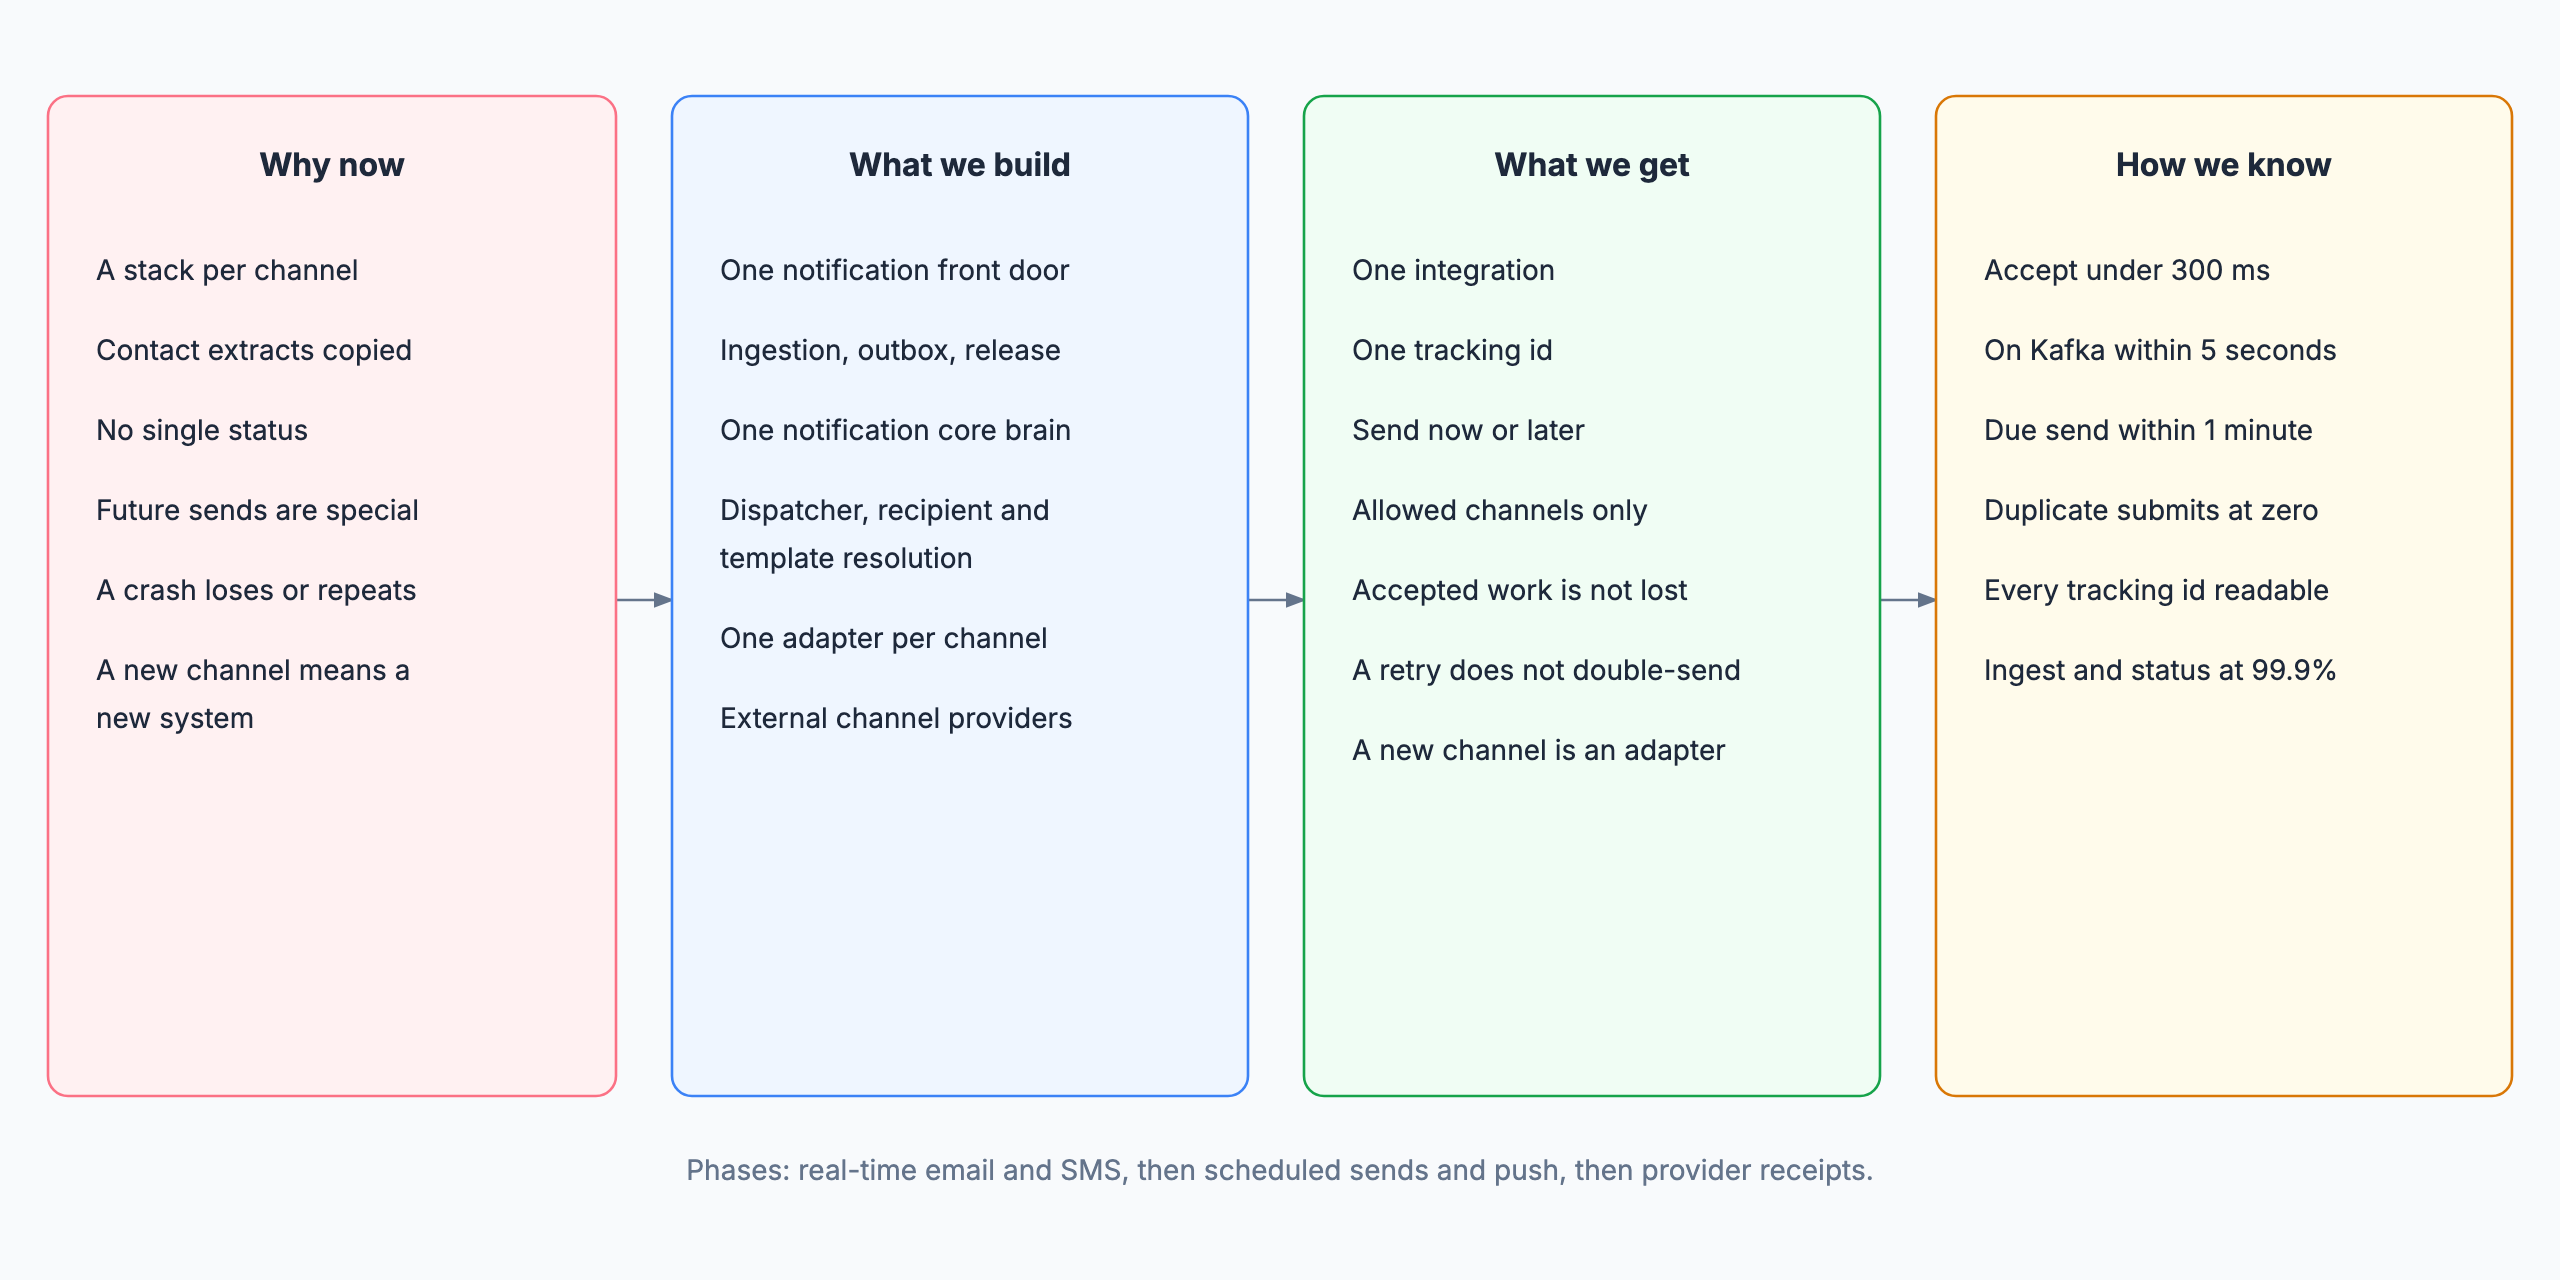 Why now
A stack per channel
Contact extracts copied
No single status
Future sends are special
A crash loses or repeats
A new channel means a
new system
What we build
One notification front door
Ingestion, outbox, release
One notification core brain
Dispatcher, recipient and
template resolution
One adapter per channel
External channel providers
What we get
One integration
One tracking id
Send now or later
Allowed channels only
Accepted work is not lost
A retry does not double-send
A new channel is an adapter
How we know
Accept under 300 ms
On Kafka within 5 seconds
Due send within 1 minute
Duplicate submits at zero
Every tracking id readable
Ingest and status at 99.9%
Phases: real-time email and SMS, then scheduled sends and push, then provider receipts.